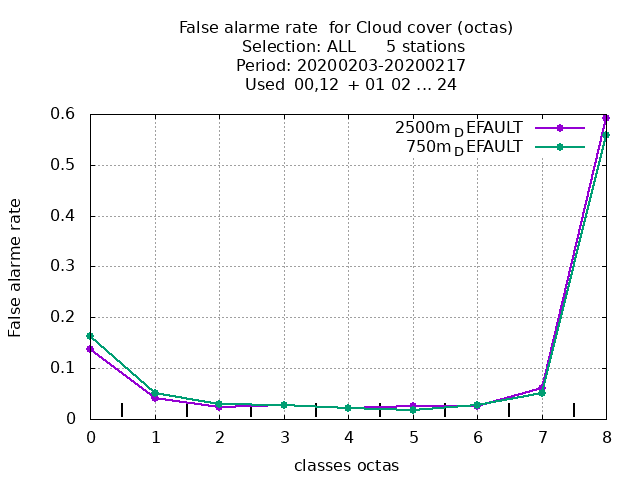 False alarme rate  for Cloud cover (octas)
Selection: ALL      5 stations
Period: 20200203-20200217
Used  00,12  + 01 02 ... 24
2500m_DEFAULT
750m_DEFAULT
0.6
0.5
0.4
0.3
0.2
0.1
0
False alarme rate
0 1 2 3 4 5 6 7 8
classes octas